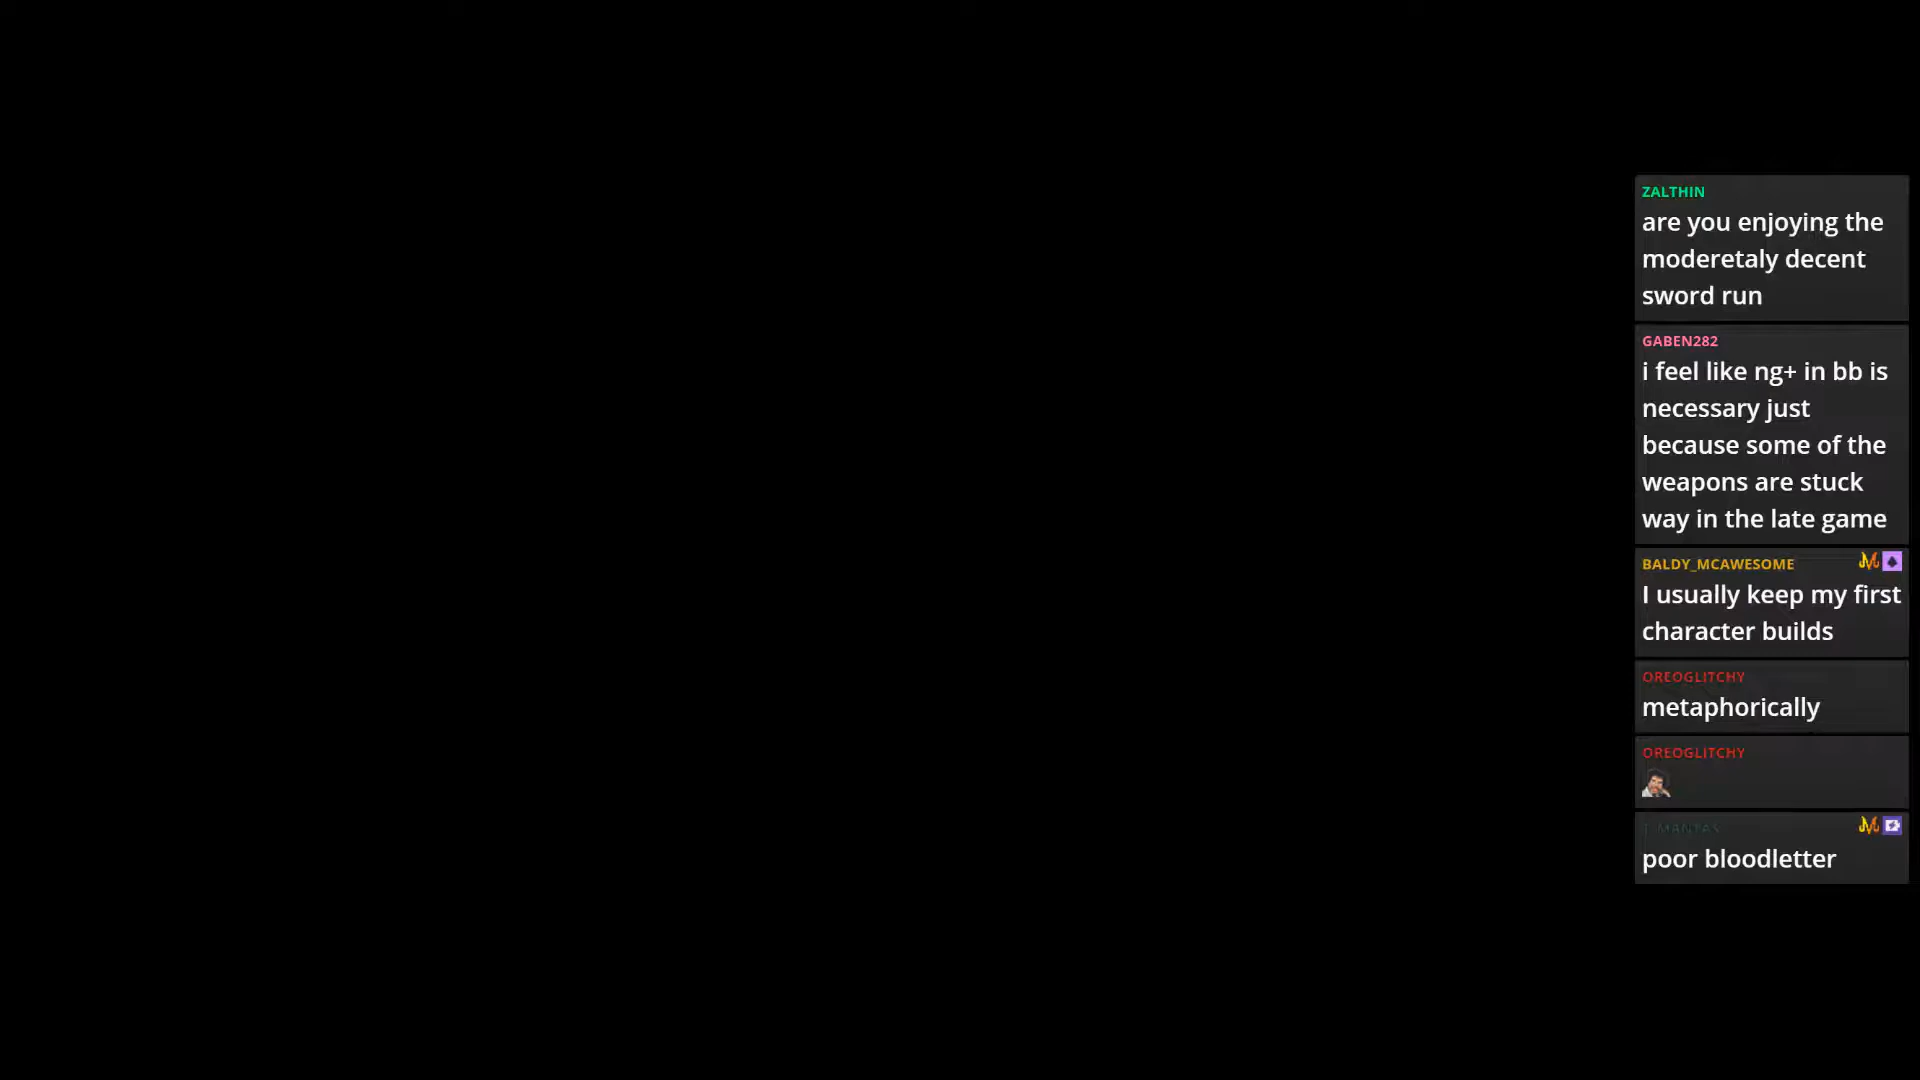 ZALTHIN
are you enjoying the
moderetaly decent
sword run
GABEN282
i feel like ng+ in bb is
necessary just
because some of the
weapons are stuck
way in the late game
BALDY_MCAWESOME
I usually keep my first
character builds
OREOGLITCHY
metaphorically
OREOGLITCHY
poor bloodletter